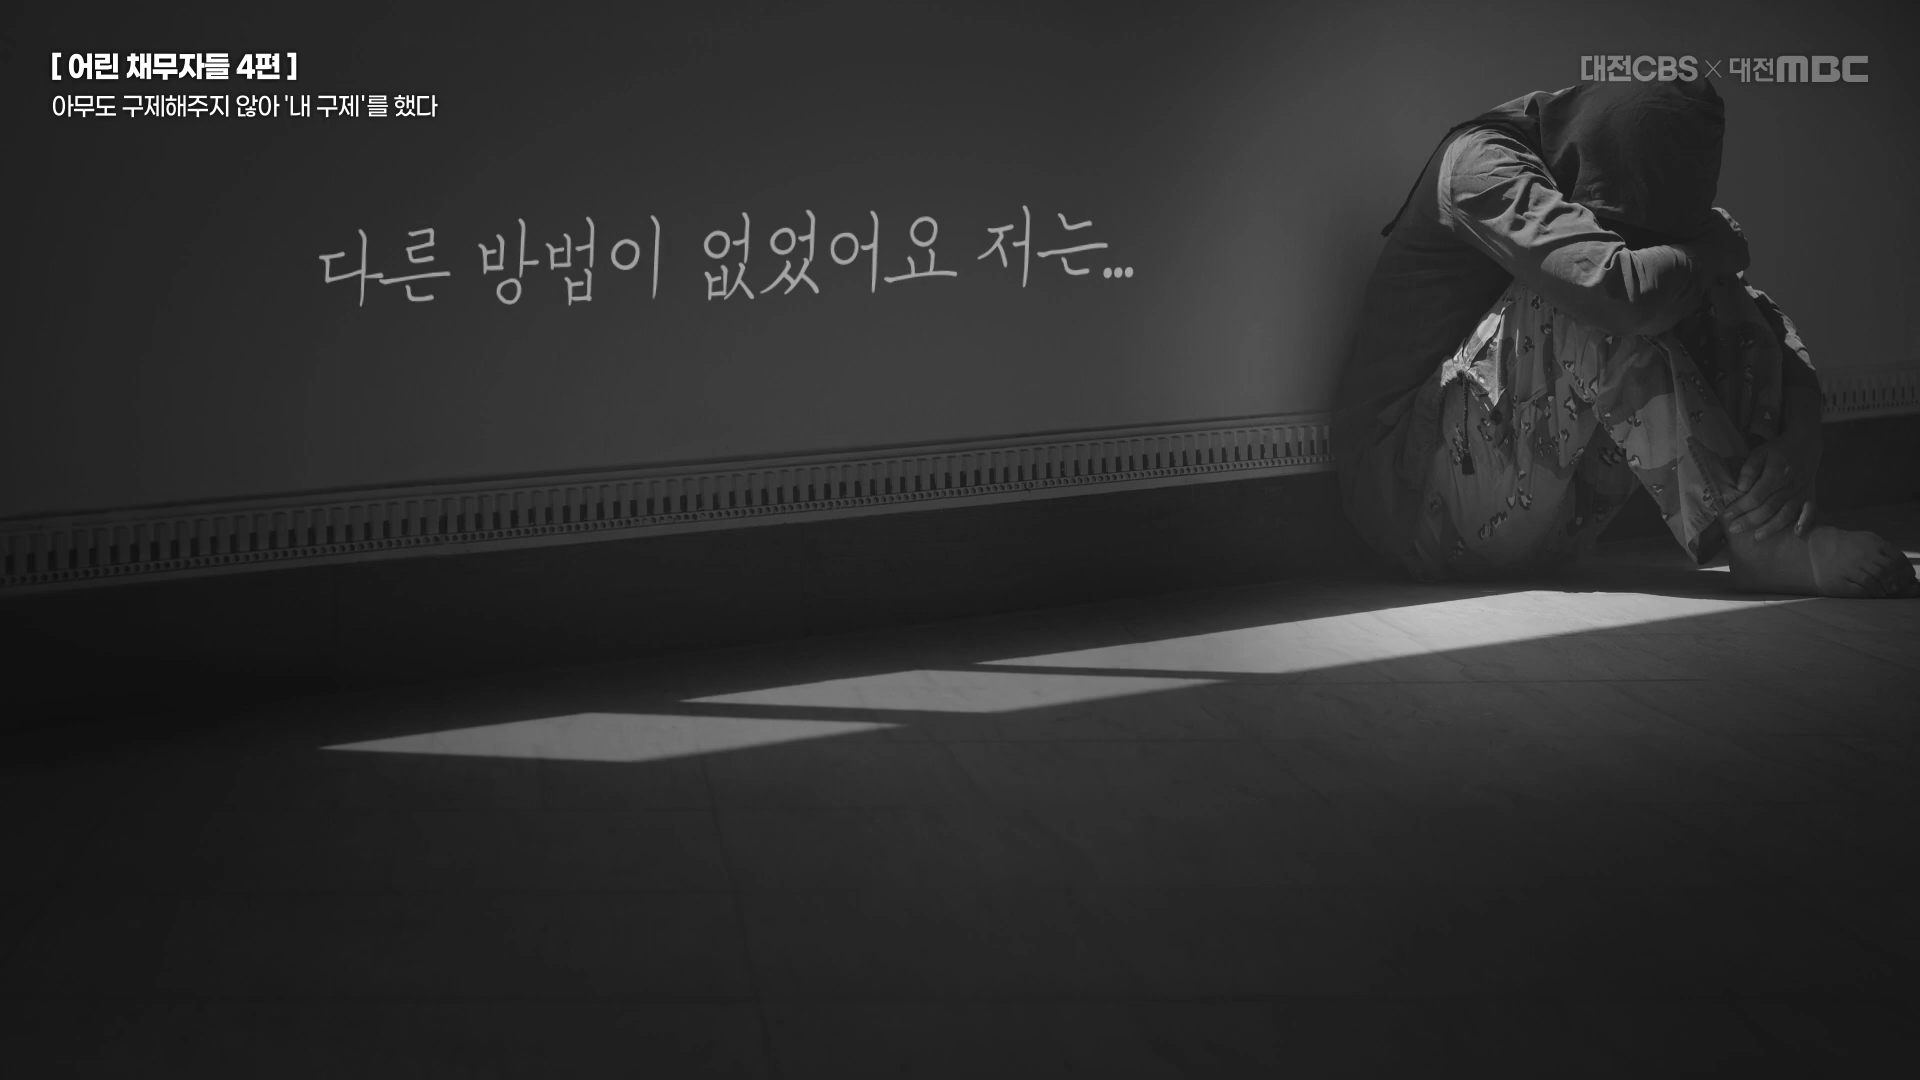 [ 어린 채무자들 4편 ]
아무도 구제해주지 않아 '내 구제'를 했다
대전CBS×대전MBC
다른 방법이 없었어요 저는...